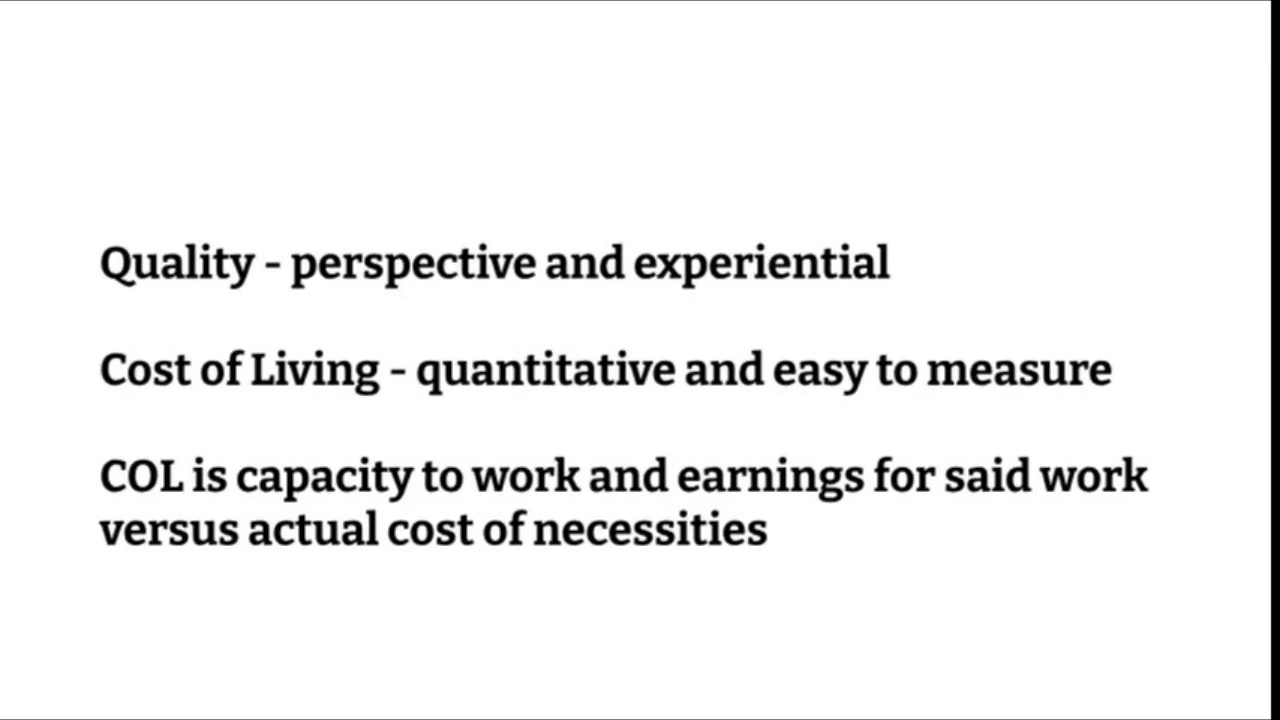 Quality - perspective and experiential
Cost of Living - quantitative and easy to measure
COL is capacity to work and earnings for said work
versus actual cost of necessities